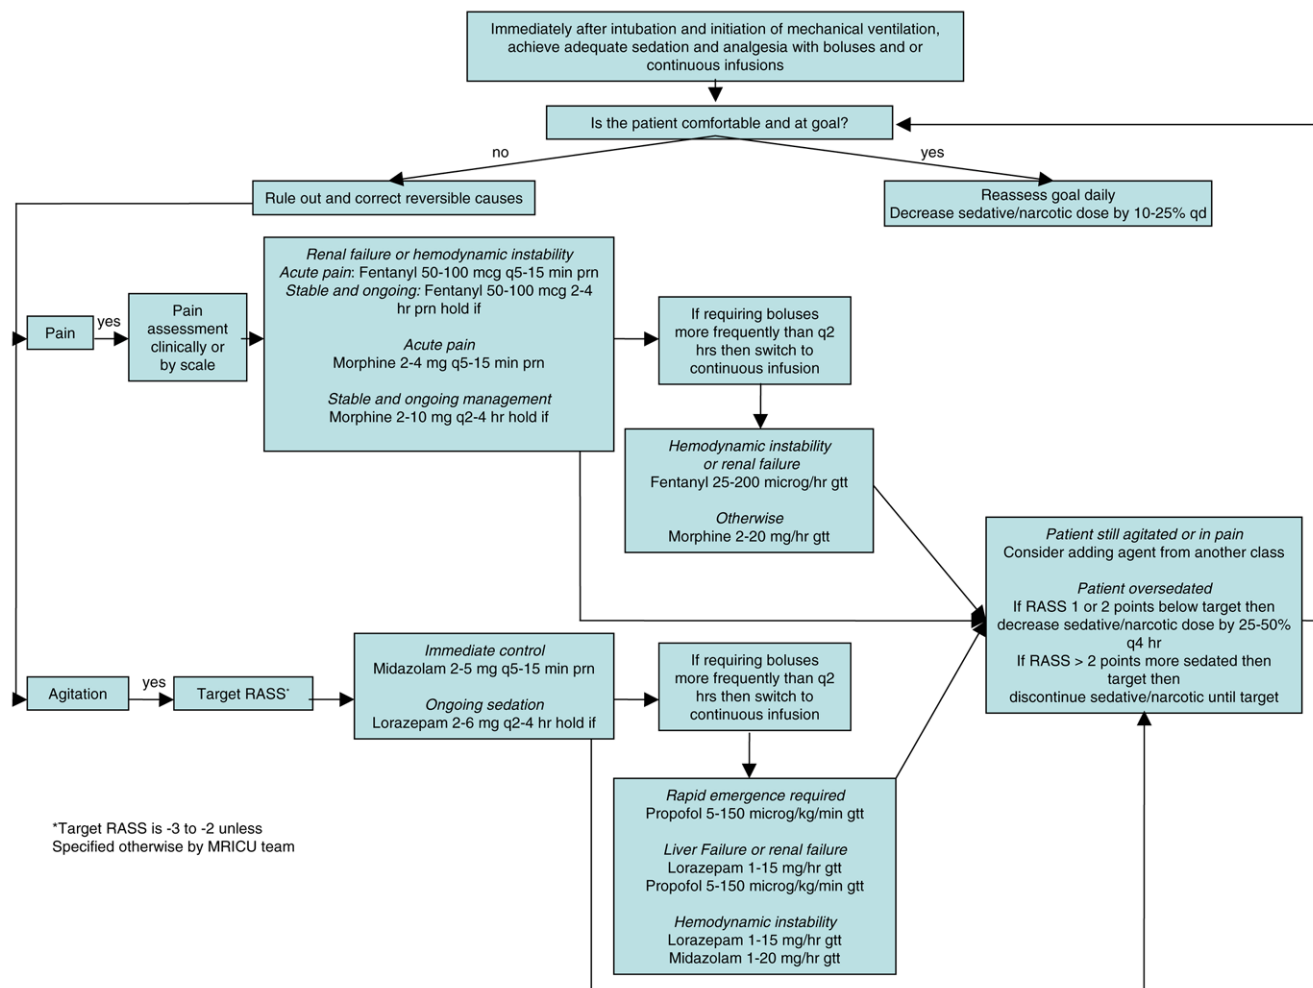 Immediately after intubation and initiation of mechanical ventilation,
achieve adequate sedation and analgesia with boluses and or
continuous infusions
Is the patient comfortable and at goal?
no
yes
Rule out and correct reversible causes
Reassess goal daily
Decrease sedative/narcotic dose by 10-25% qd
Pain
yes
Pain
assessment
clinically or
by scale
Renal failure or hemodynamic instability
Acute pain: Fentanyl 50-100 mcg q5-15 min prn
Stable and ongoing: Fentanyl 50-100 mcg 2-4
hr prn hold if
Acute pain
Morphine 2-4 mg q5-15 min prn
Stable and ongoing management
Morphine 2-10 mg q2-4 hr hold if
If requiring boluses
more frequently than q2
hrs then switch to
continuous infusion
Hemodynamic instability
or renal failure
Fentanyl 25-200 microg/hr gtt
Otherwise
Morphine 2-20 mg/hr gtt
Patient still agitated or in pain
Consider adding agent from another class
Patient oversedated
If RASS 1 or 2 points below target then
decrease sedative/narcotic dose by 25-50%
q4 hr
If RASS > 2 points more sedated then
target then
discontinue sedative/narcotic until target
Agitation
yes
Target RASS*
Immediate control
Midazolam 2-5 mg q5-15 min prn
Ongoing sedation
Lorazepam 2-6 mg q2-4 hr hold if
If requiring boluses
more frequently than q2
hrs then switch to
continuous infusion
Rapid emergence required
Propofol 5-150 microg/kg/min gtt
Liver Failure or renal failure
Lorazepam 1-15 mg/hr gtt
Propofol 5-150 microg/kg/min gtt
Hemodynamic instability
Lorazepam 1-15 mg/hr gtt
Midazolam 1-20 mg/hr gtt
*Target RASS is -3 to -2 unless
Specified otherwise by MRICU team